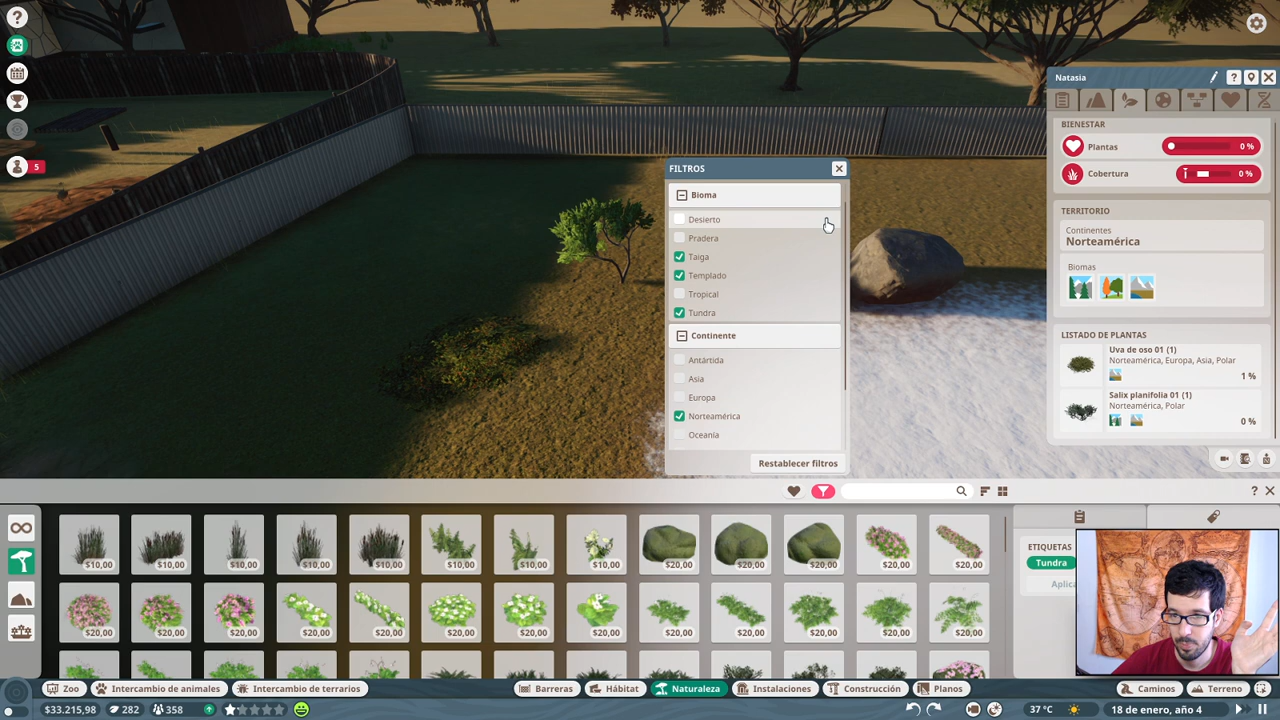 ?
5
Natasia
?
BIENESTAR
Plantas
0 %
Cobertura
0 %
TERRITORIO
Continentes
Norteamérica
Biomas
LISTADO DE PLANTAS
Uva de oso 01 (1)
Norteamérica, Europa, Asia, Polar
1 %
Salix planifolia 01 (1)
Norteamérica, Polar
0 %
FILTROS
Bioma
Desierto
Pradera
Taiga
Templado
Tropical
Tundra
Continente
Antártida
Asia
Europa
Norteamérica
Oceanía
Restablecer filtros
?
$10,00 $10,00 $10,00 $10,00 $10,00 $10,00 $10,00 $10,00 $20,00 $20,00 $20,00 $20,00 $20,00
$20,00 $20,00 $20,00 $20,00 $20,00 $20,00 $20,00 $20,00 $20,00 $20,00 $20,00 $20,00 $20,00
ETIQUETAS
Tundra
Zoo Intercambio de animales Intercambio de terrarios Barreras Hábitat Naturaleza Instalaciones Construcción Planos Caminos Terreno
$33.215,98 282 358 37 °C 18 de enero, año 4